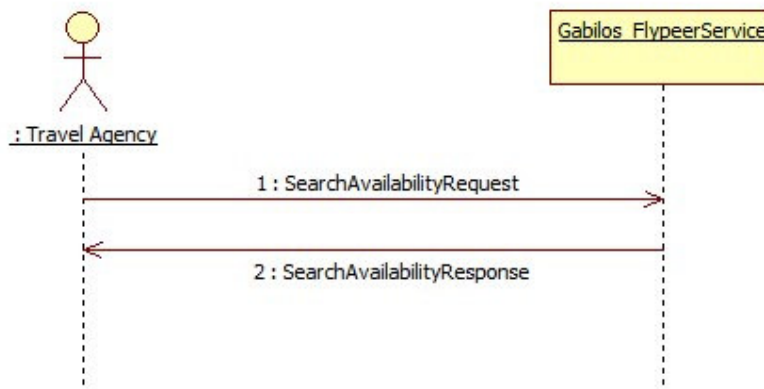 Gabilos_FlypeerService
: Travel Agency
1 : SearchAvailabilityRequest
2 : SearchAvailabilityResponse